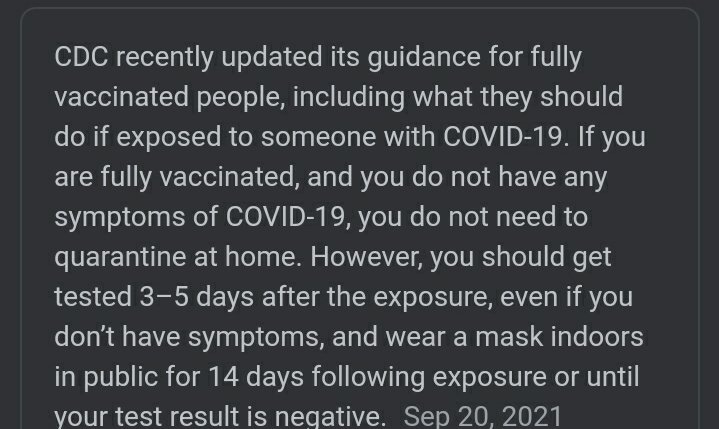 CDC recently updated its guidance for fully
vaccinated people, including what they should
do if exposed to someone with COVID-19. If you
are fully vaccinated, and you do not have any
symptoms of COVID-19, you do not need to
quarantine at home. However, you should get
tested 3–5 days after the exposure, even if you
don’t have symptoms, and wear a mask indoors
in public for 14 days following exposure or until
your test result is negative. Sep 20, 2021